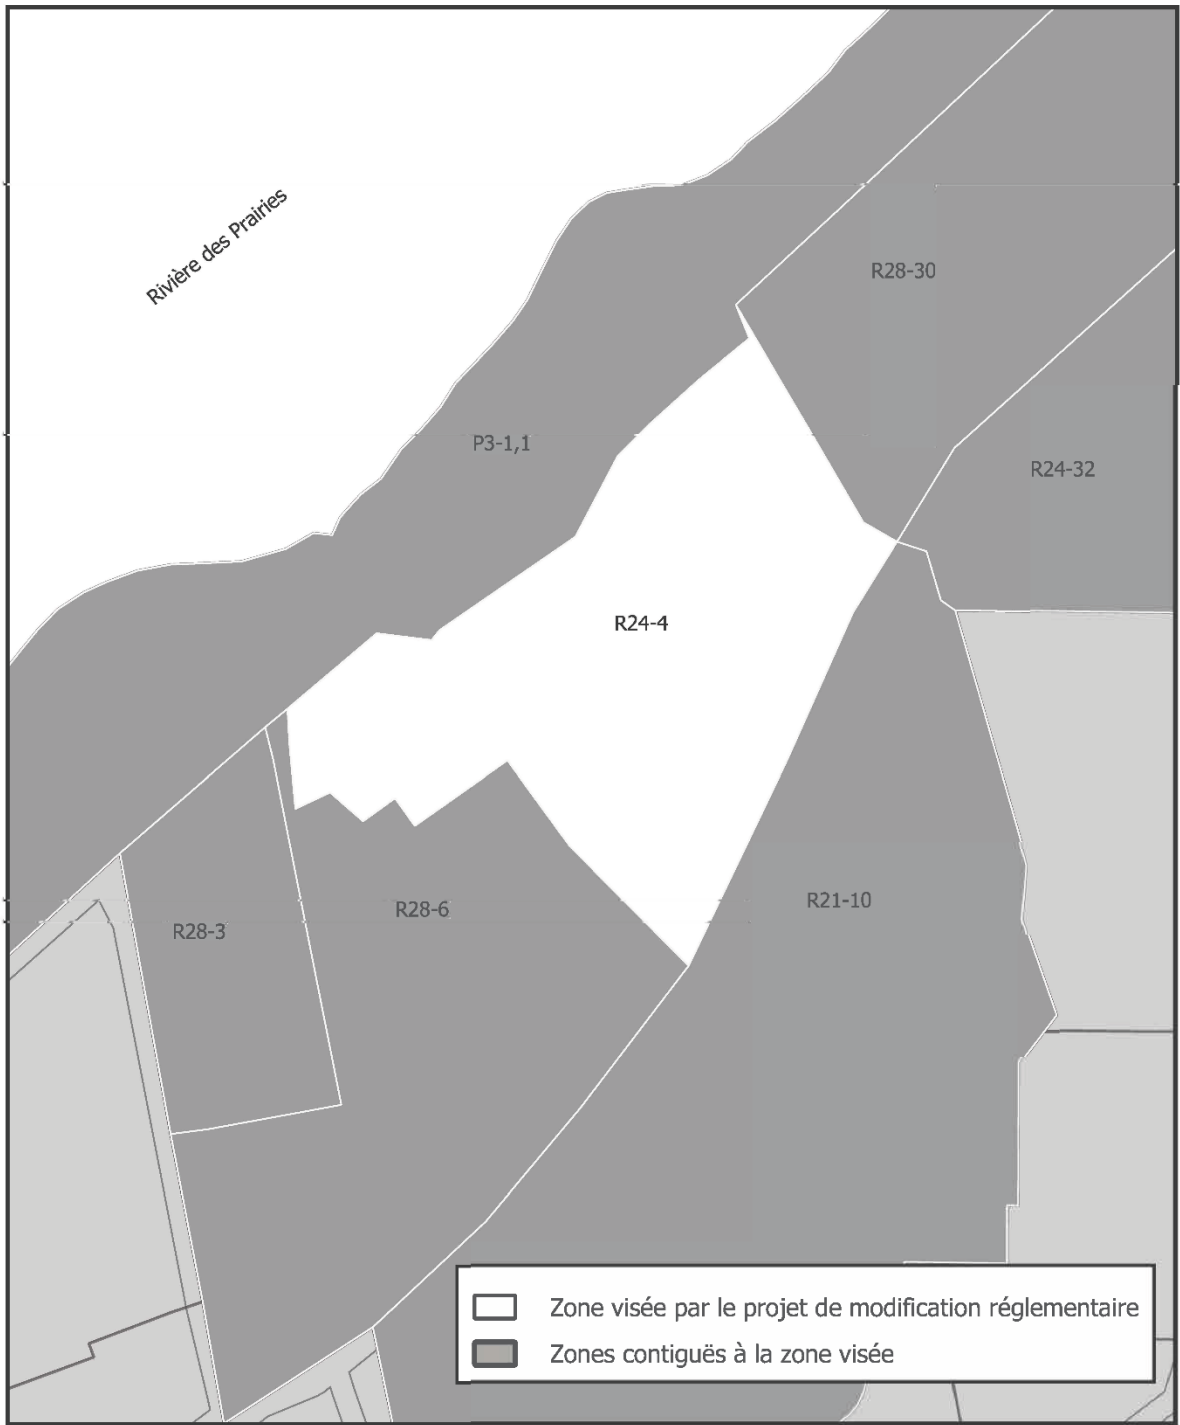 Rivière des Prairies
R28-30
P3-1,1
R24-32
R24-4
R21-10
R28-6
R28-3
Zone visée par le projet de modification réglementaire
Zones contiguës à la zone visée